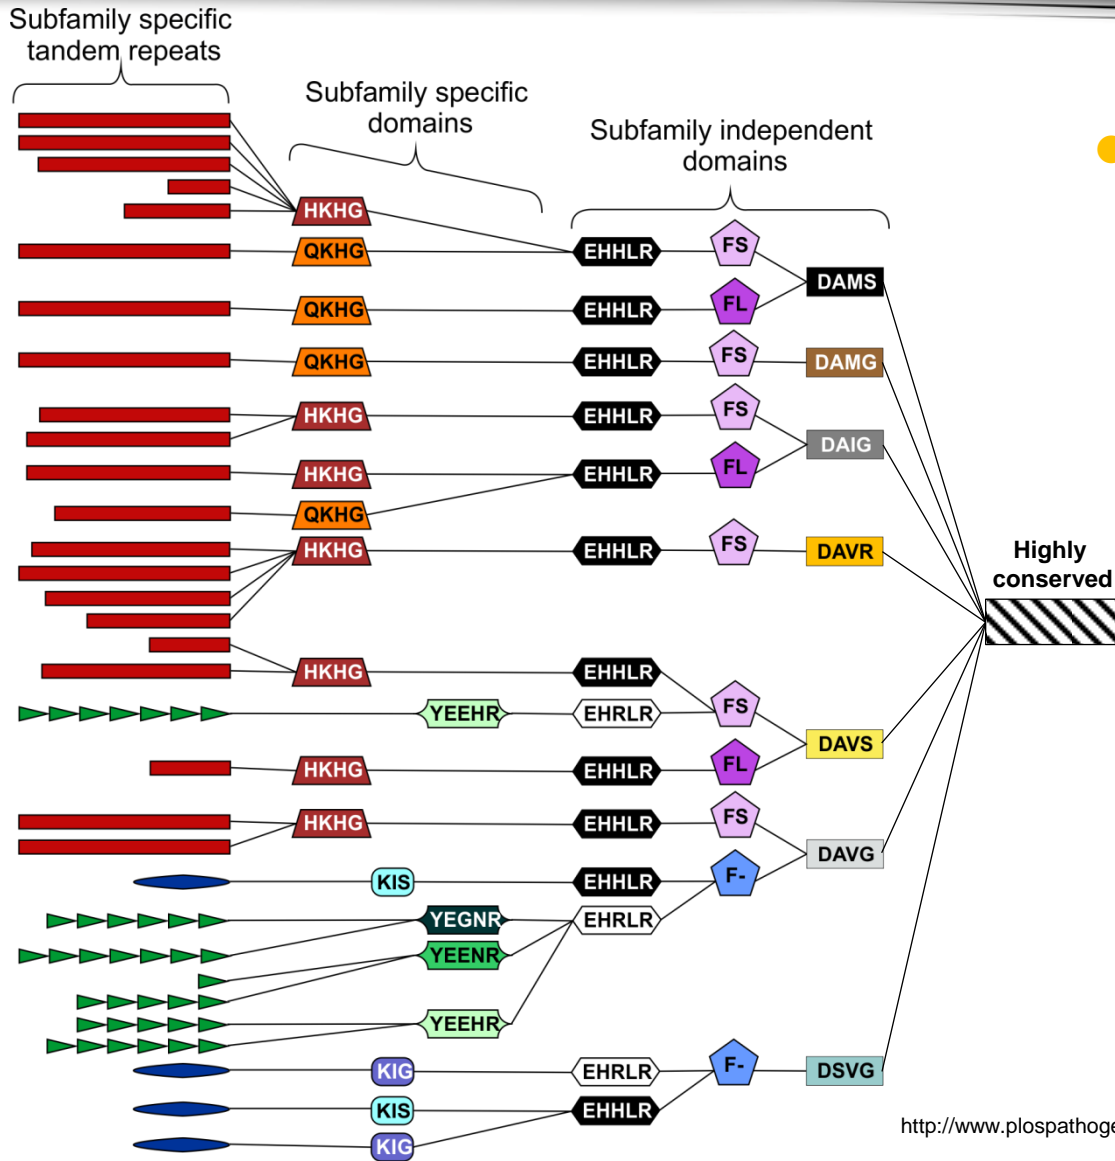 Subfamily specific
tandem repeats
Subfamily specific
domains
Subfamily independent
domains
HKHG
QKHG EHHLR FS
DAMS
QKHG EHHLR FL
QKHG EHHLR FS DAMG
HKHG EHHLR FS
DAIG
HKHG EHHLR FL
QKHG
HKHG EHHLR FS DAVR
Highly
conserved
HKHG EHHLR
YEEHR EHRLR FS
DAVS
HKHG EHHLR FL
HKHG EHHLR FS
DAVG
KIS EHHLR F-
YEGNR EHRLR
YEENR
YEEHR
KIG EHRLR F- DSVG
KIS EHHLR
KIG
http://www.plospathoge